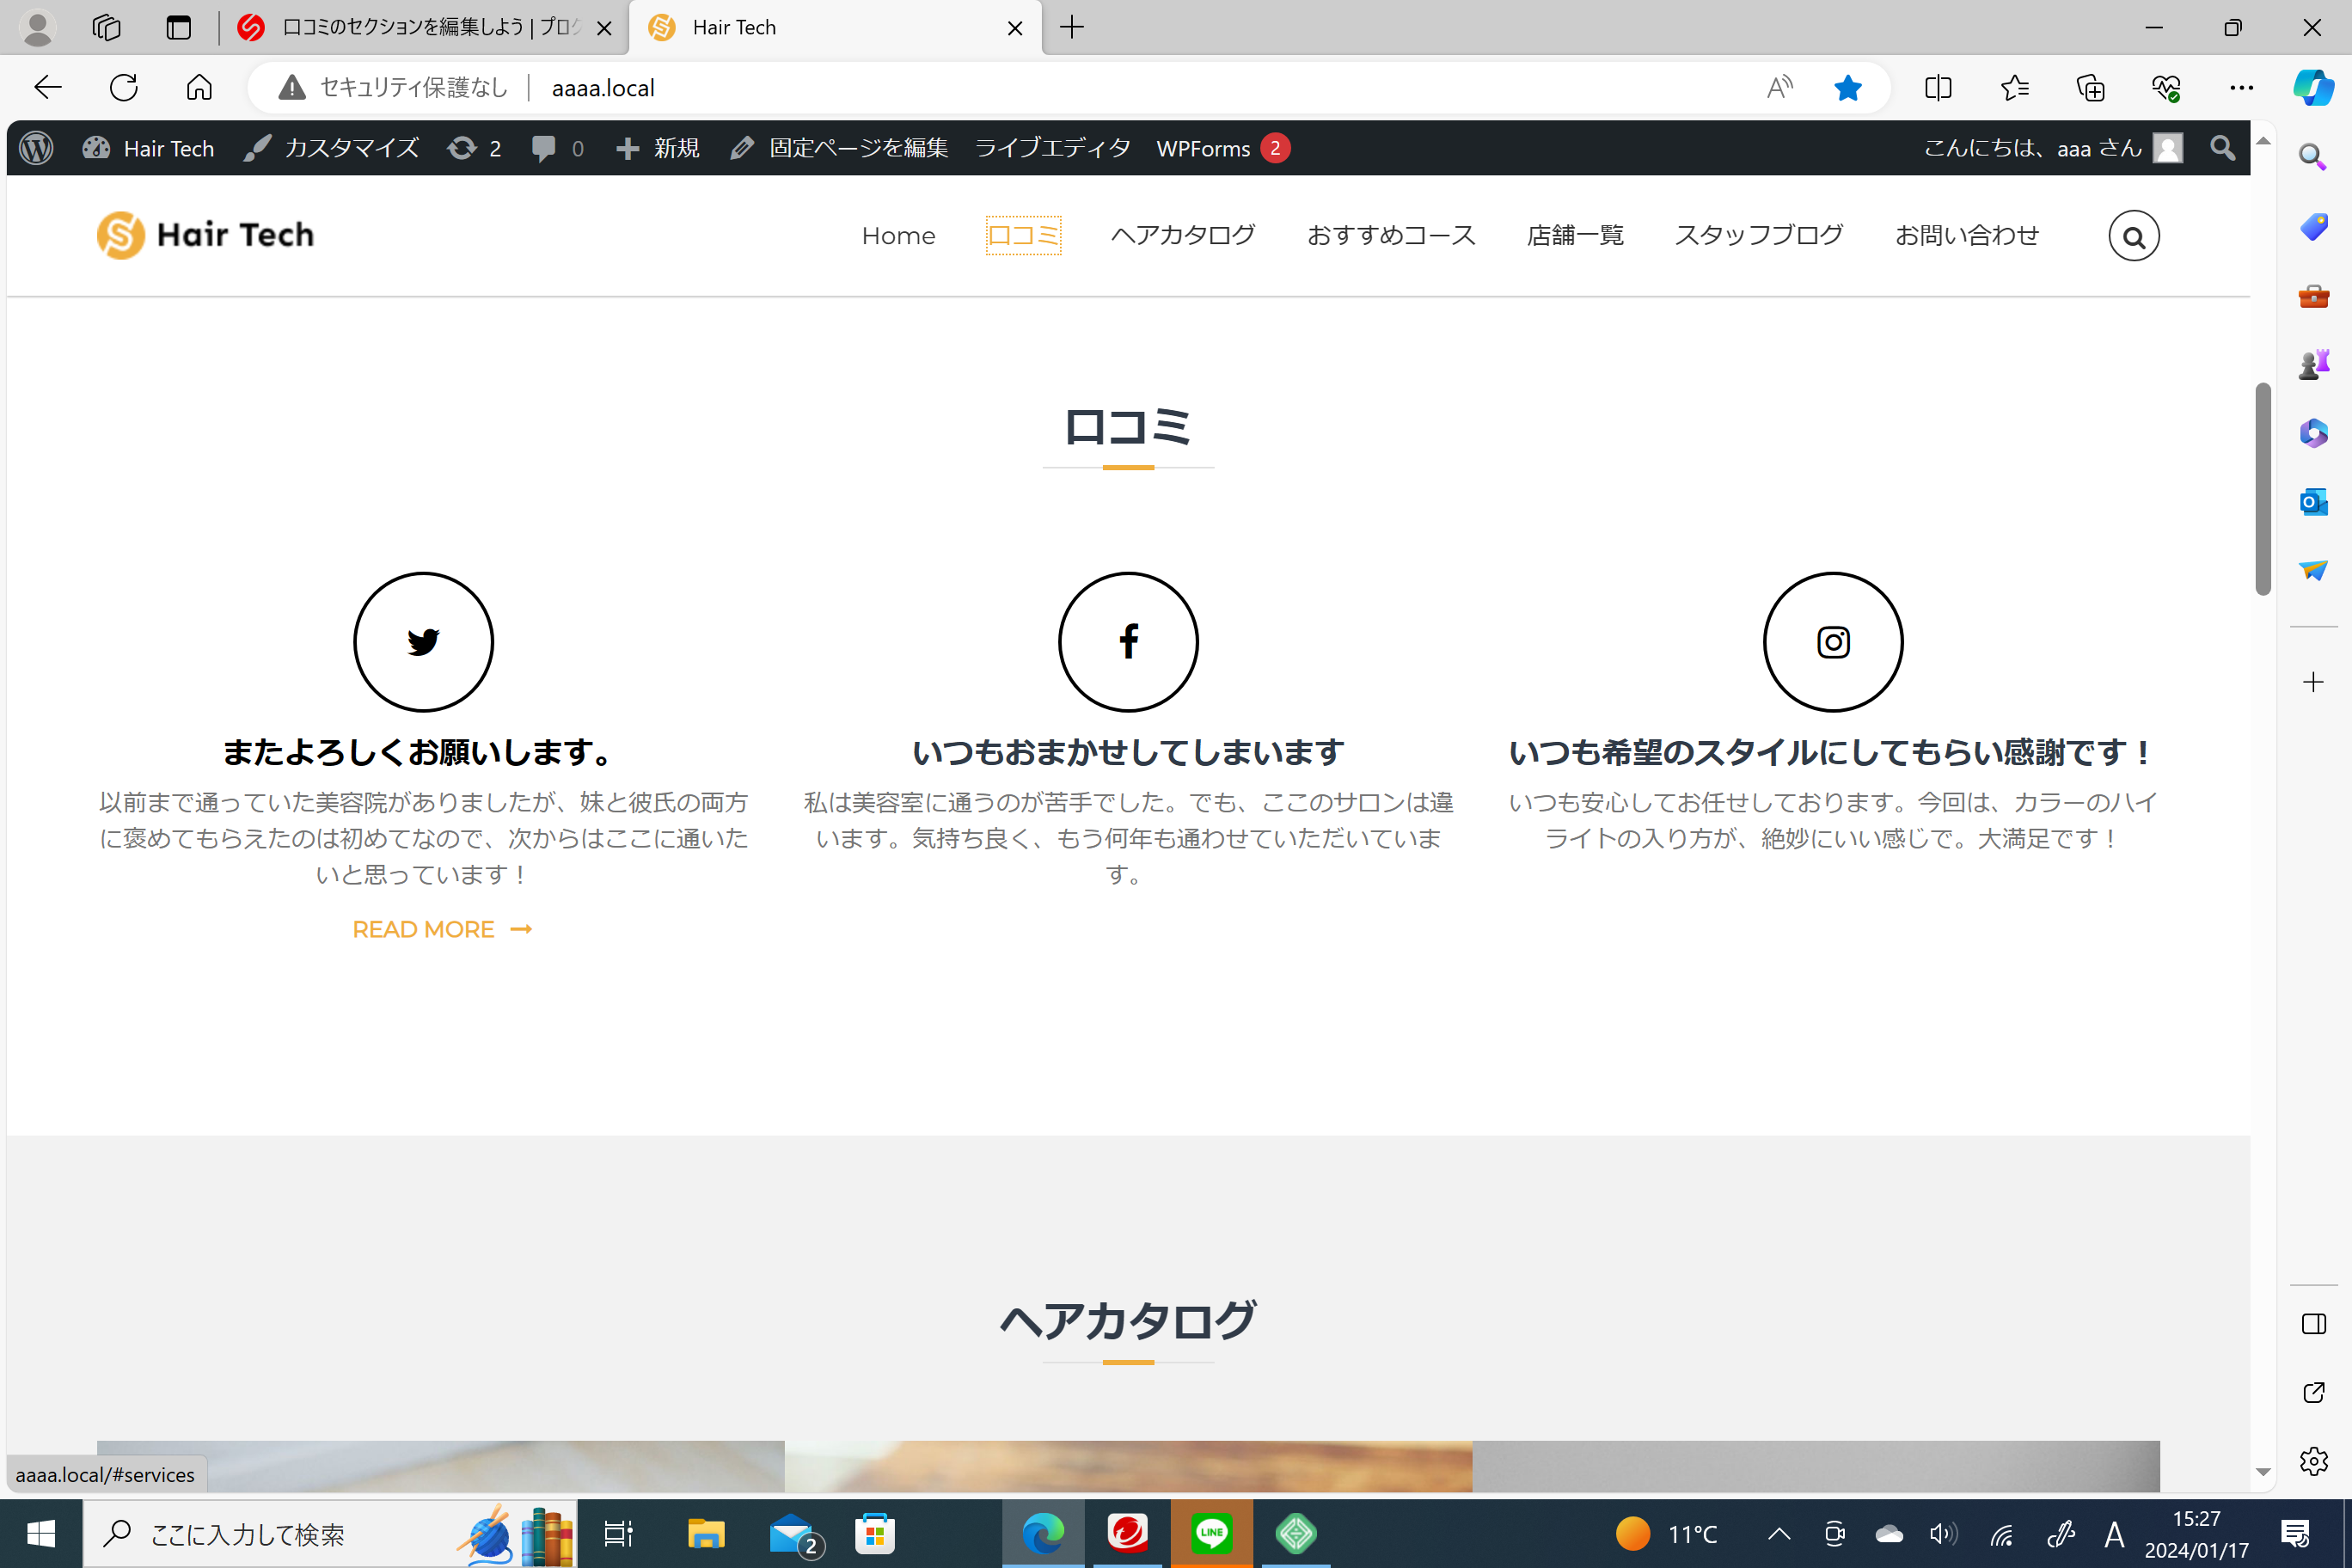 口コミのセクションを編集しよう | プログ
Hair Tech
セキュリティ保護なし
aaaa.local
Hair Tech
カスタマイズ
2
0
新規
固定ページを編集
ライブエディタ
WPForms 2
こんにちは、aaa さん
Hair Tech
Home
口コミ
ヘアカタログ
おすすめコース
店舗一覧
スタッフブログ
お問い合わせ
口コミ
またよろしくお願いします。
以前まで通っていた美容院がありましたが、妹と彼氏の両方
に褒めてもらえたのは初めてなので、次からはここに通いた
いと思っています！
READ MORE
いつもおまかせしてしまいます
私は美容室に通うのが苦手でした。でも、ここのサロンは違
います。気持ち良く、もう何年も通わせていただいていま
す。
いつも希望のスタイルにしてもらい感謝です！
いつも安心してお任せしております。今回は、カラーのハイ
ライトの入り方が、絶妙にいい感じで。大満足です！
ヘアカタログ
aaaa.local/#services
ここに入力して検索
2
LINE
11°C
A
15:27
2024/01/17